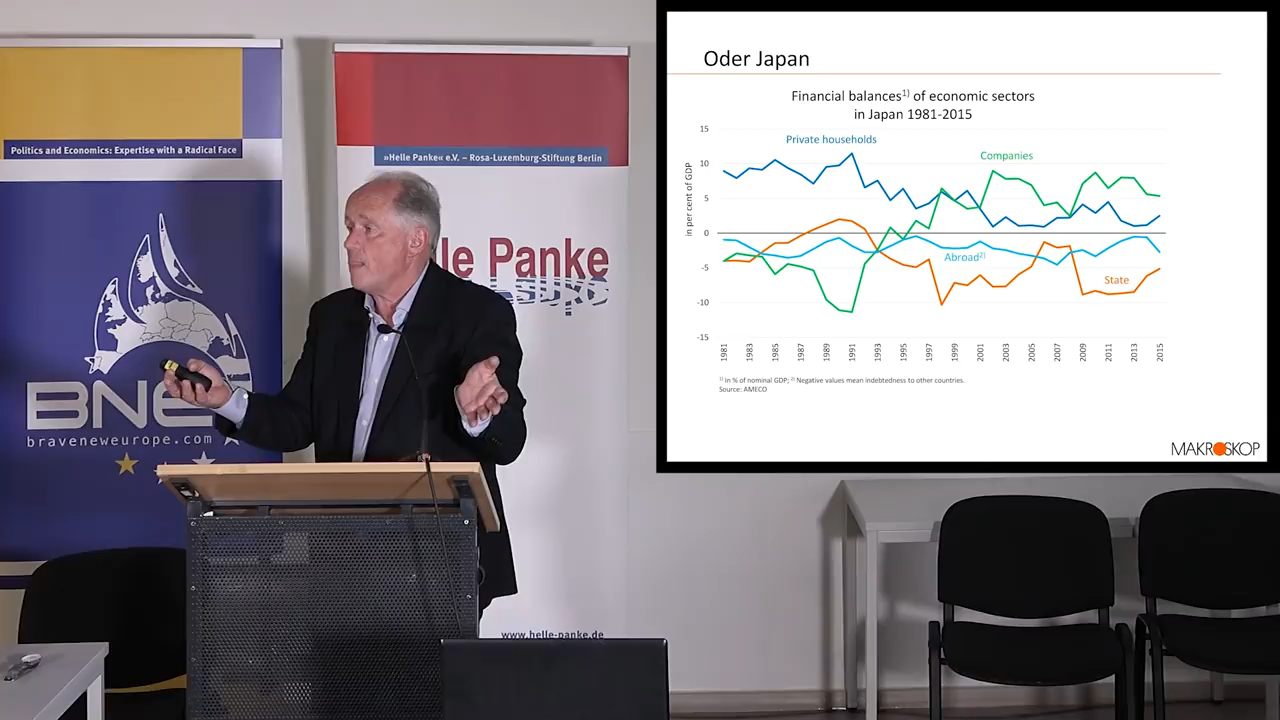 Politics and Economics: Expertise with a Radical Face
BNE
braveneweurope.com
»Helle Panke« e.V. – Rosa-Luxemburg-Stiftung Berlin
lle Panke
www.helle-panke.de
Oder Japan
Financial balances¹⁾ of economic sectors
in Japan 1981-2015
in per cent of GDP
15
10
5
0
-5
-10
-15
Private households
Companies
Abroad²⁾
State
1981
1983
1985
1987
1989
1991
1993
1995
1997
1999
2001
2003
2005
2007
2009
2011
2013
2015
¹⁾ In % of nominal GDP; ²⁾ Negative values mean indebtedness to other countries.
Source: AMECO
MAKROSKOP